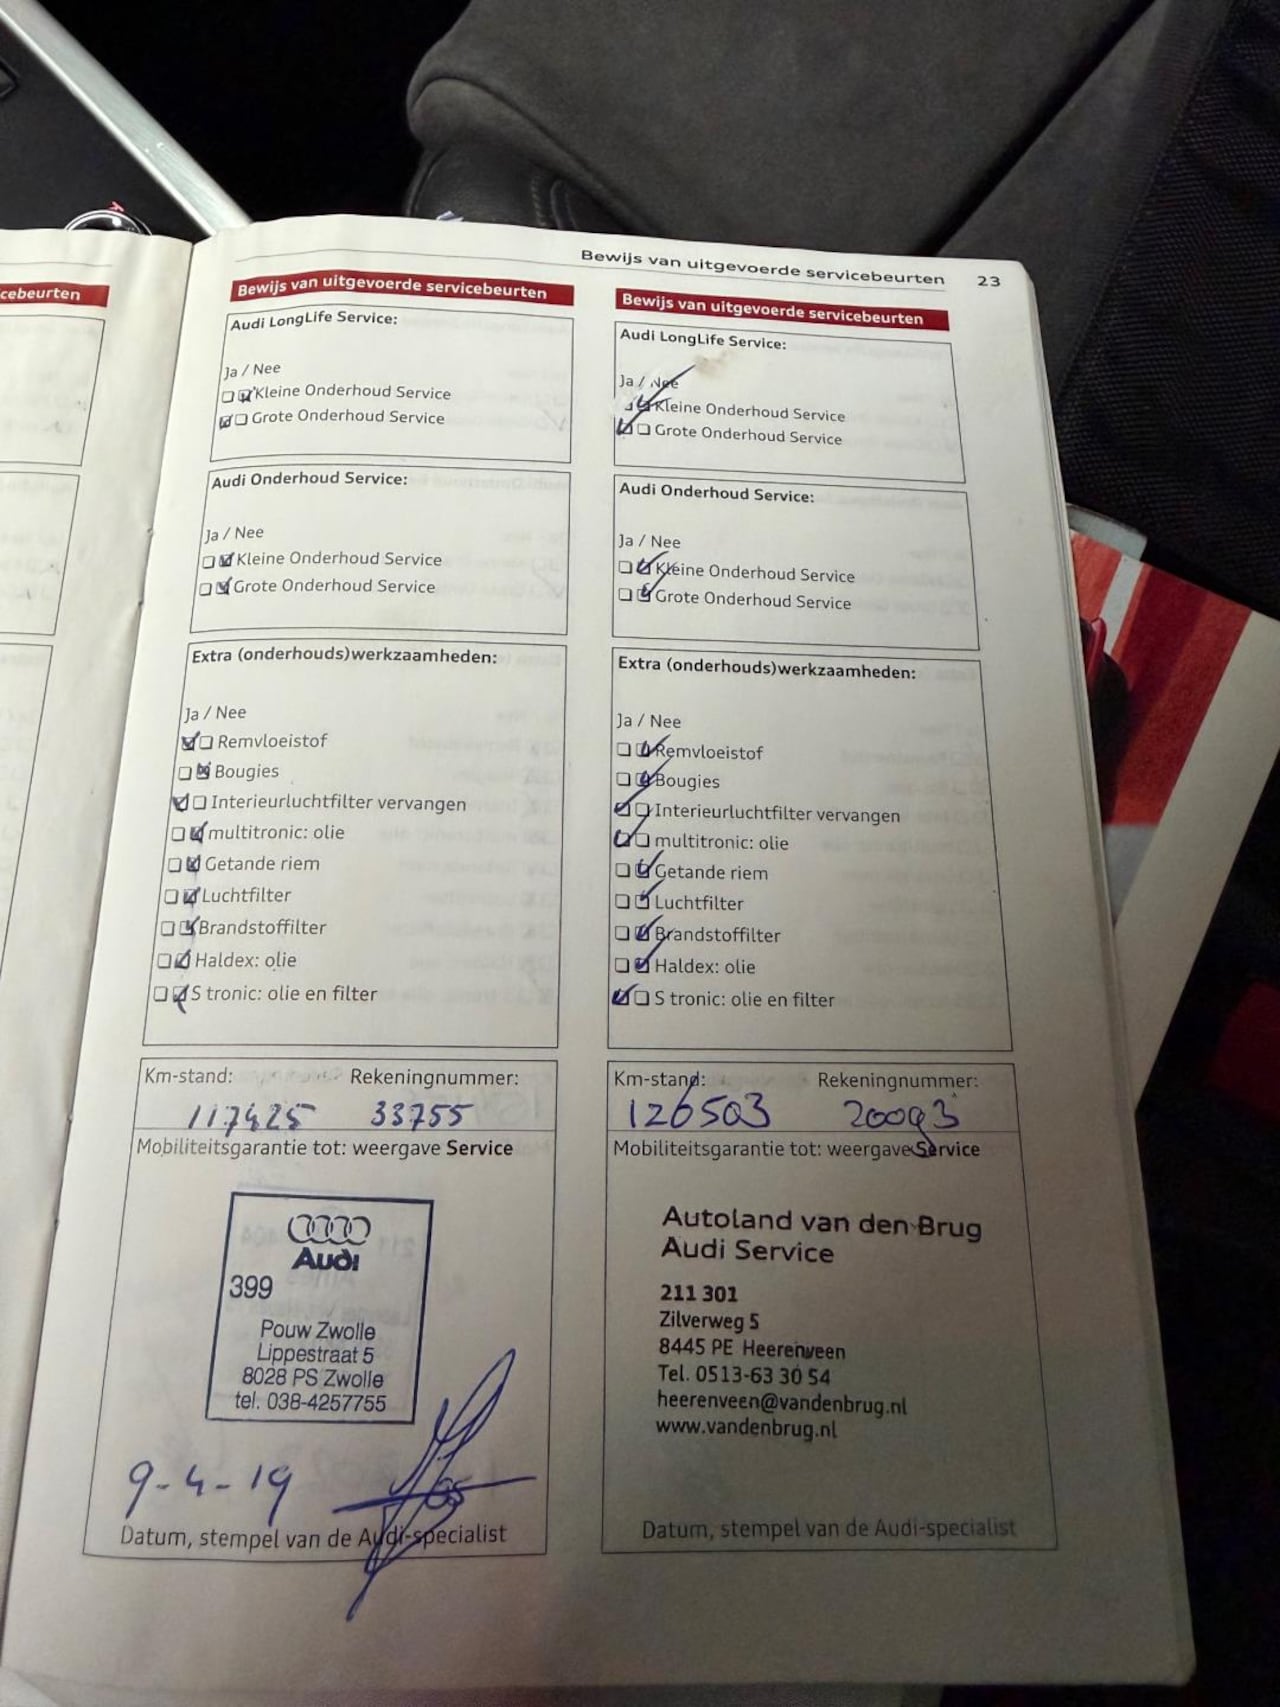 cebeurten
Bewijs van uitgevoerde servicebeurten 23
Bewijs van uitgevoerde servicebeurten
Audi LongLife Service:
Ja / Nee
Kleine Onderhoud Service
Grote Onderhoud Service
Audi Onderhoud Service:
Ja / Nee
Kleine Onderhoud Service
Grote Onderhoud Service
Extra (onderhouds)werkzaamheden:
Ja / Nee
Remvloeistof
Bougies
Interieurluchtfilter vervangen
multitronic: olie
Getande riem
Luchtfilter
Brandstoffilter
Haldex: olie
S tronic: olie en filter
Km-stand: Rekeningnummer:
117425 33755
Mobiliteitsgarantie tot: weergave Service
Audi
399
Pouw Zwolle
Lippestraat 5
8028 PS Zwolle
tel. 038-4257755
9-4-19
Datum, stempel van de Audi-specialist
Bewijs van uitgevoerde servicebeurten
Audi LongLife Service:
Ja / Nee
Kleine Onderhoud Service
Grote Onderhoud Service
Audi Onderhoud Service:
Ja / Nee
Kleine Onderhoud Service
Grote Onderhoud Service
Extra (onderhouds)werkzaamheden:
Ja / Nee
Remvloeistof
Bougies
Interieurluchtfilter vervangen
multitronic: olie
Getande riem
Luchtfilter
Brandstoffilter
Haldex: olie
S tronic: olie en filter
Km-stand: Rekeningnummer:
126503 20093
Mobiliteitsgarantie tot: weergave Service
Autoland van den Brug
Audi Service
211 301
Zilverweg 5
8445 PE Heerenveen
Tel. 0513-63 30 54
heerenveen@vandenbrug.nl
www.vandenbrug.nl
Datum, stempel van de Audi-specialist